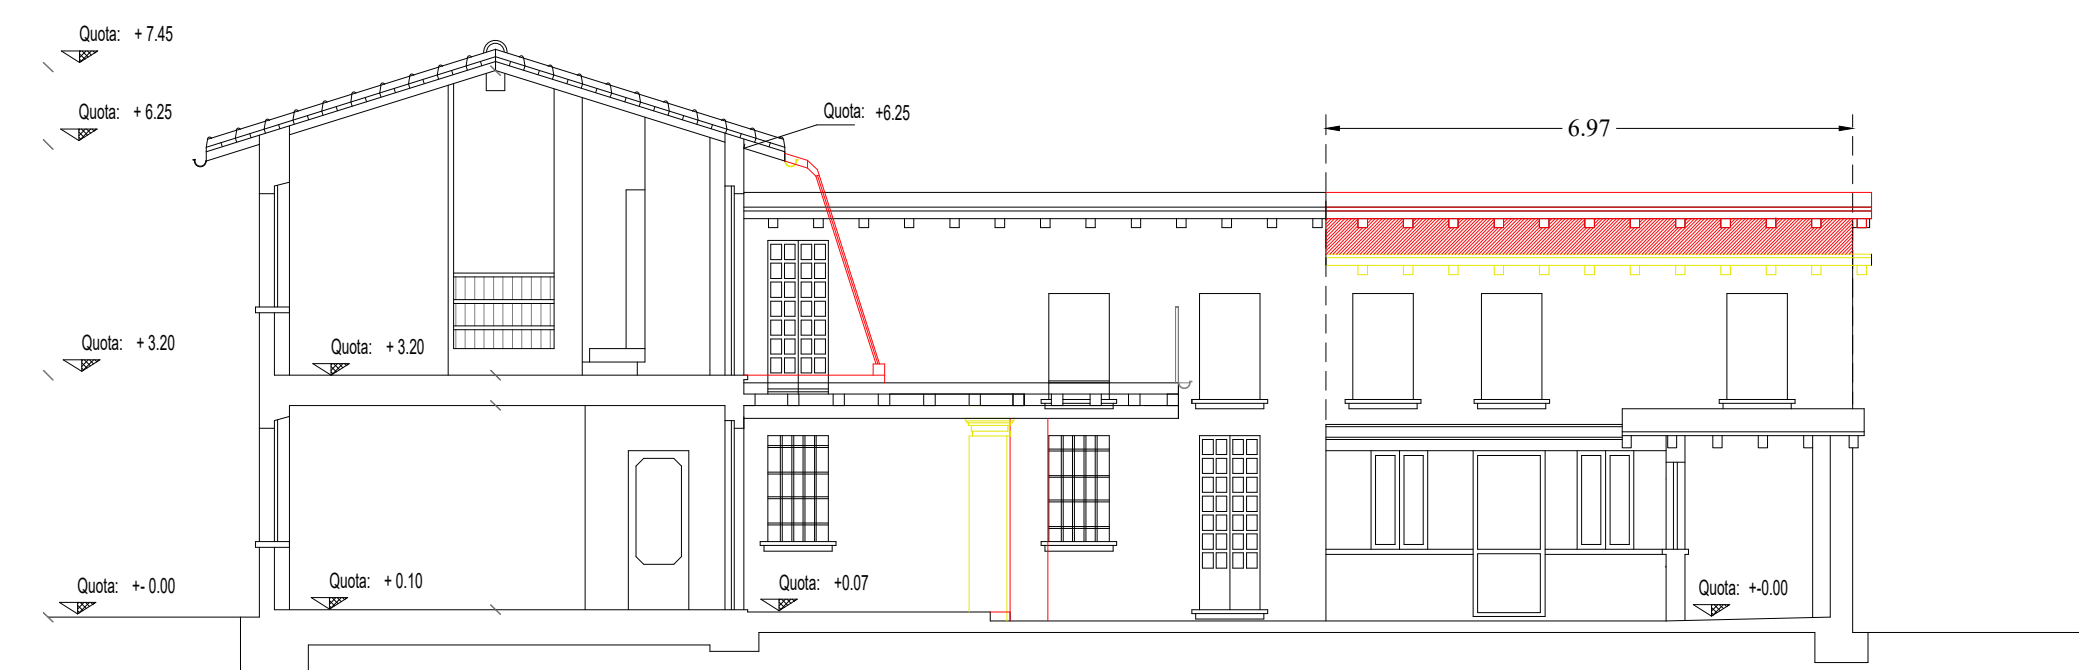 Quota: + 7.45
Quota: + 6.25
Quota: +6.25
6.97
Quota: + 3.20
Quota: + 3.20
Quota: +- 0.00
Quota: + 0.10
Quota: +0.07
Quota: +-0.00